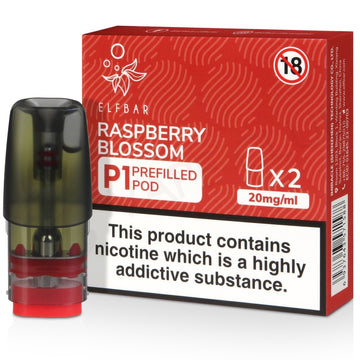 ELFBAR
18
RASPBERRY
BLOSSOM
P1 PREFILLED
POD
X2
20mg/ml
This product contains
nicotine which is a highly
addictive substance.